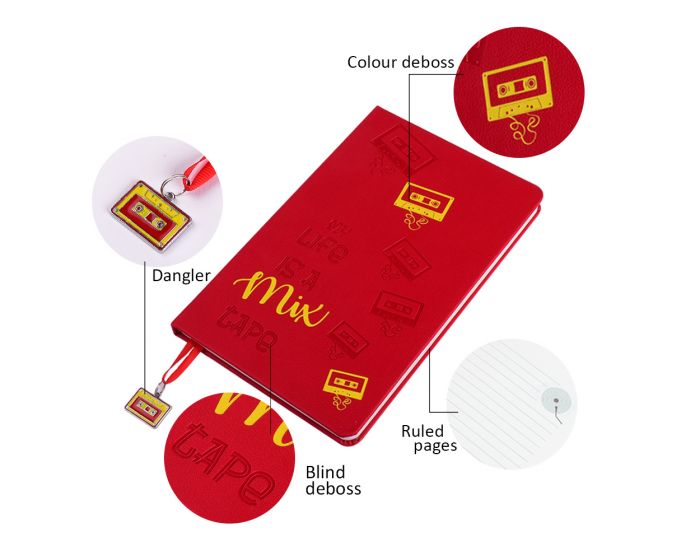 Colour deboss
Dangler
MY
LIFE
IS A
Mix
tAPE
tAPE
Blind
deboss
Ruled
pages